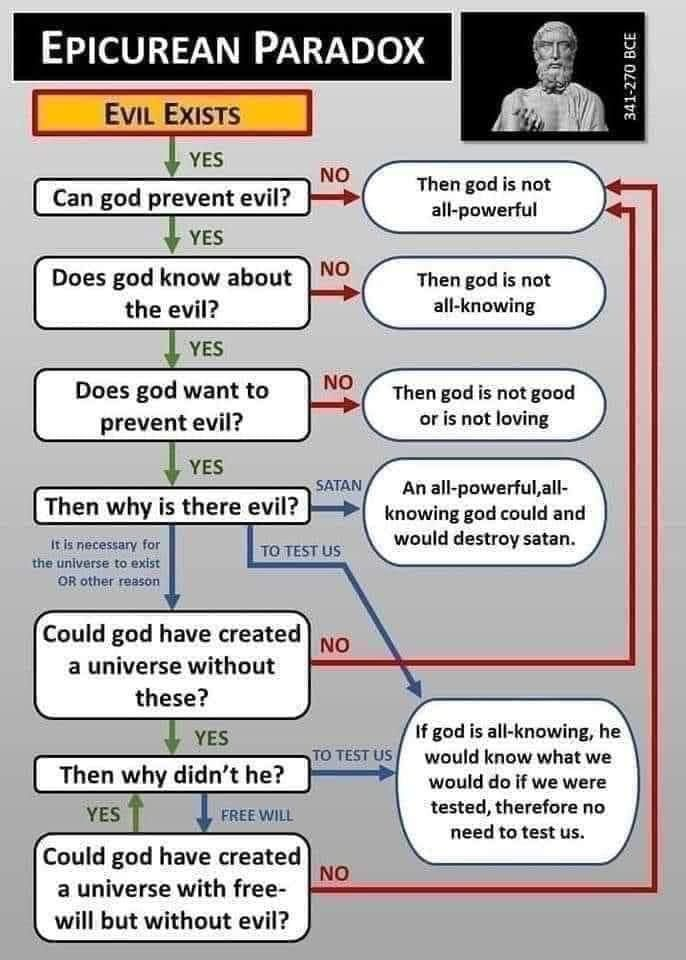 EPICUREAN PARADOX
341-270 BCE
EVIL EXISTS
YES
Can god prevent evil?
NO
Then god is not
all-powerful
YES
Does god know about
the evil?
NO
Then god is not
all-knowing
YES
Does god want to
prevent evil?
NO
Then god is not good
or is not loving
YES
Then why is there evil?
SATAN
An all-powerful,all-
knowing god could and
would destroy satan.
It is necessary for
the universe to exist
OR other reason
TO TEST US
Could god have created
a universe without
these?
NO
YES
Then why didn't he?
TO TEST US
If god is all-knowing, he
would know what we
would do if we were
tested, therefore no
need to test us.
YES
FREE WILL
Could god have created
a universe with free-
will but without evil?
NO